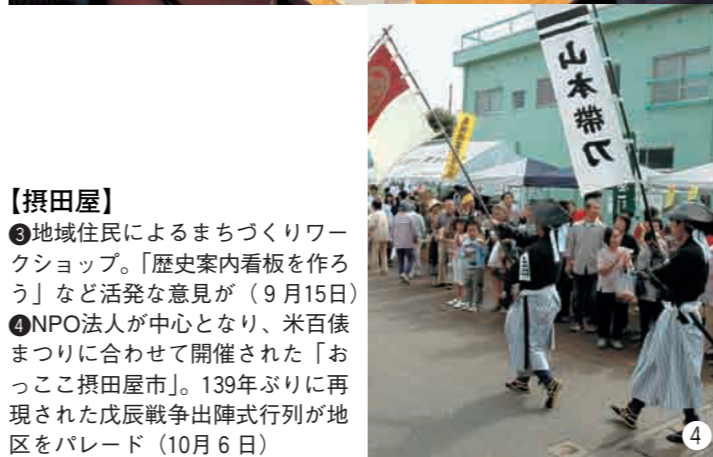 【摂田屋】
❸地域住民によるまちづくりワー
クショップ。「歴史案内看板を作ろ
う」など活発な意見が（9月15日）
❹NPO法人が中心となり、米百俵
まつりに合わせて開催された「お
っここ摂田屋市」。139年ぶりに再
現された戊辰戦争出陣式行列が地
区をパレード（10月6日）
山本帯刀
4